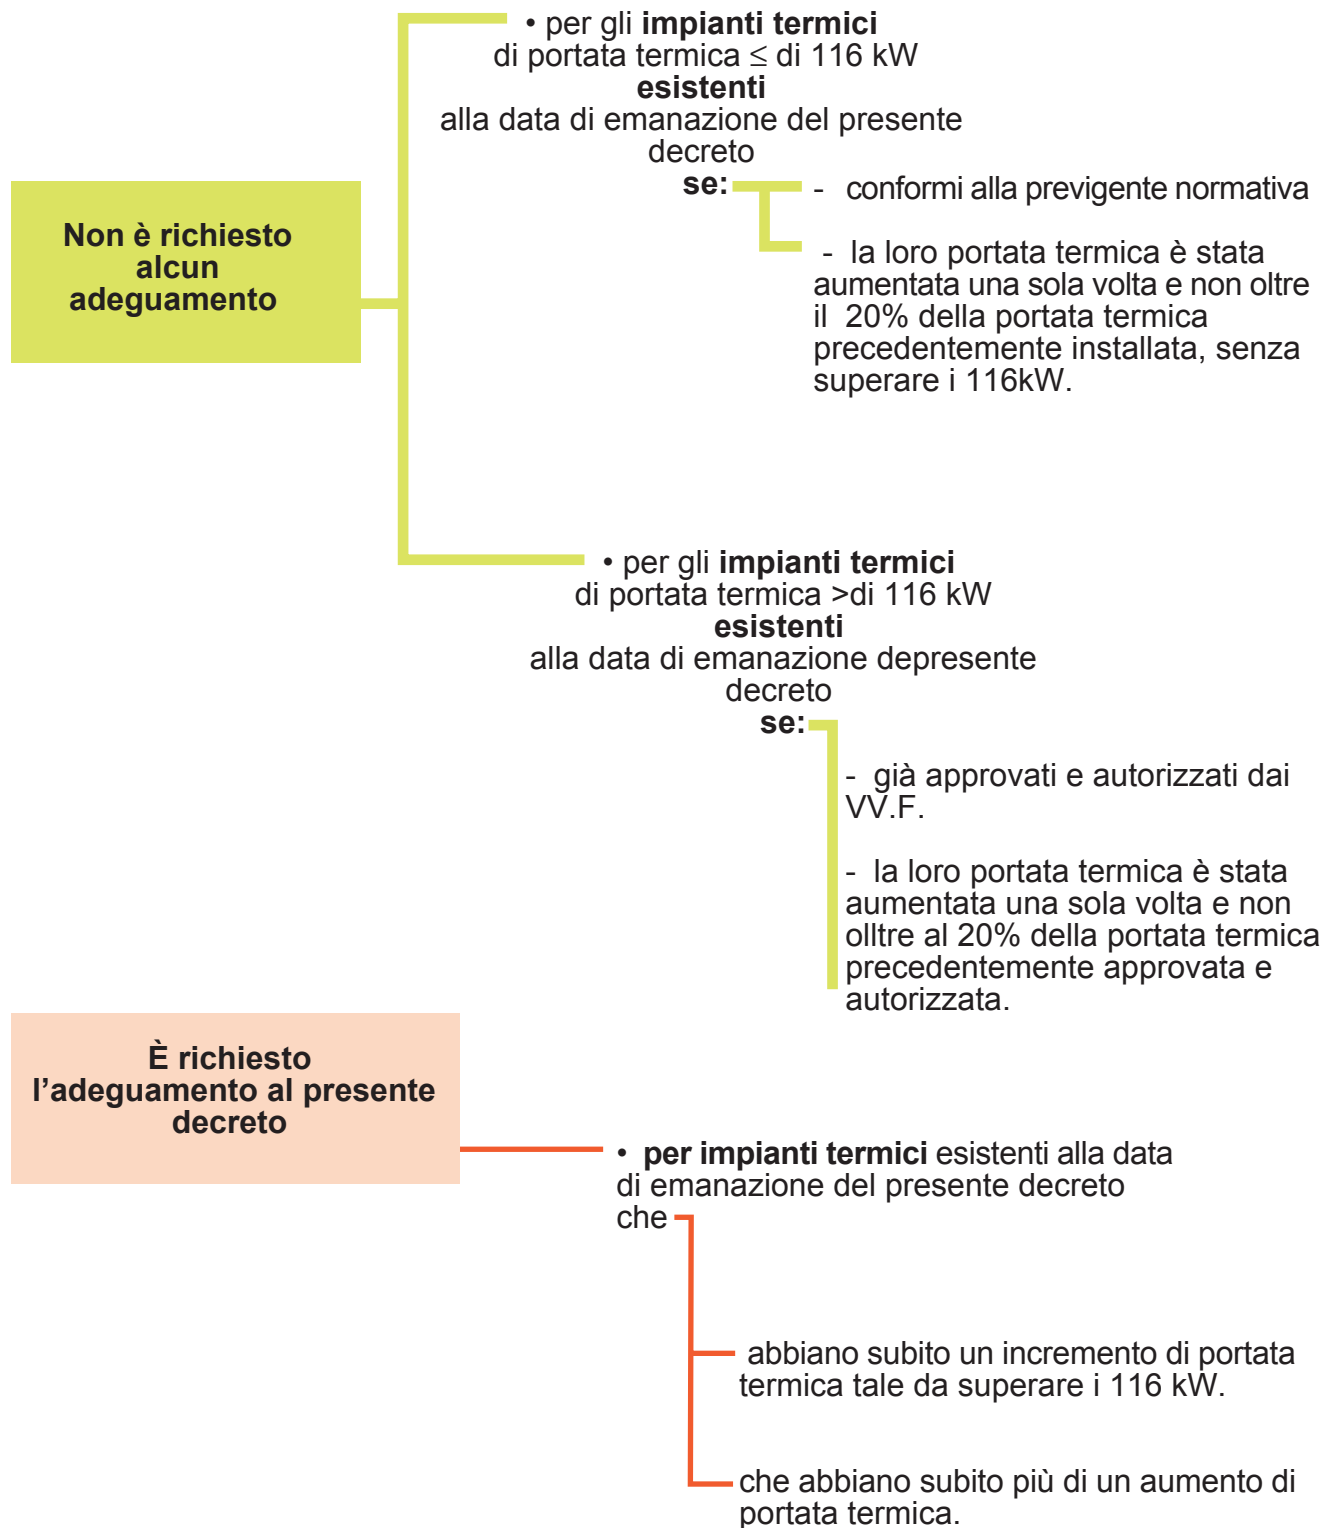 • per gli impianti termici
di portata termica ≤ di 116 kW
esistenti
alla data di emanazione del presente
decreto
se:
- conformi alla previgente normativa
- la loro portata termica è stata
aumentata una sola volta e non oltre
il 20% della portata termica
precedentemente installata, senza
superare i 116kW.
Non è richiesto
alcun
adeguamento
• per gli impianti termici
di portata termica >di 116 kW
esistenti
alla data di emanazione depresente
decreto
se:
- già approvati e autorizzati dai
VV.F.
- la loro portata termica è stata
aumentata una sola volta e non
olltre al 20% della portata termica
precedentemente approvata e
autorizzata.
È richiesto
l’adeguamento al presente
decreto
• per impianti termici esistenti alla data
di emanazione del presente decreto
che
abbiano subito un incremento di portata
termica tale da superare i 116 kW.
che abbiano subito più di un aumento di
portata termica.